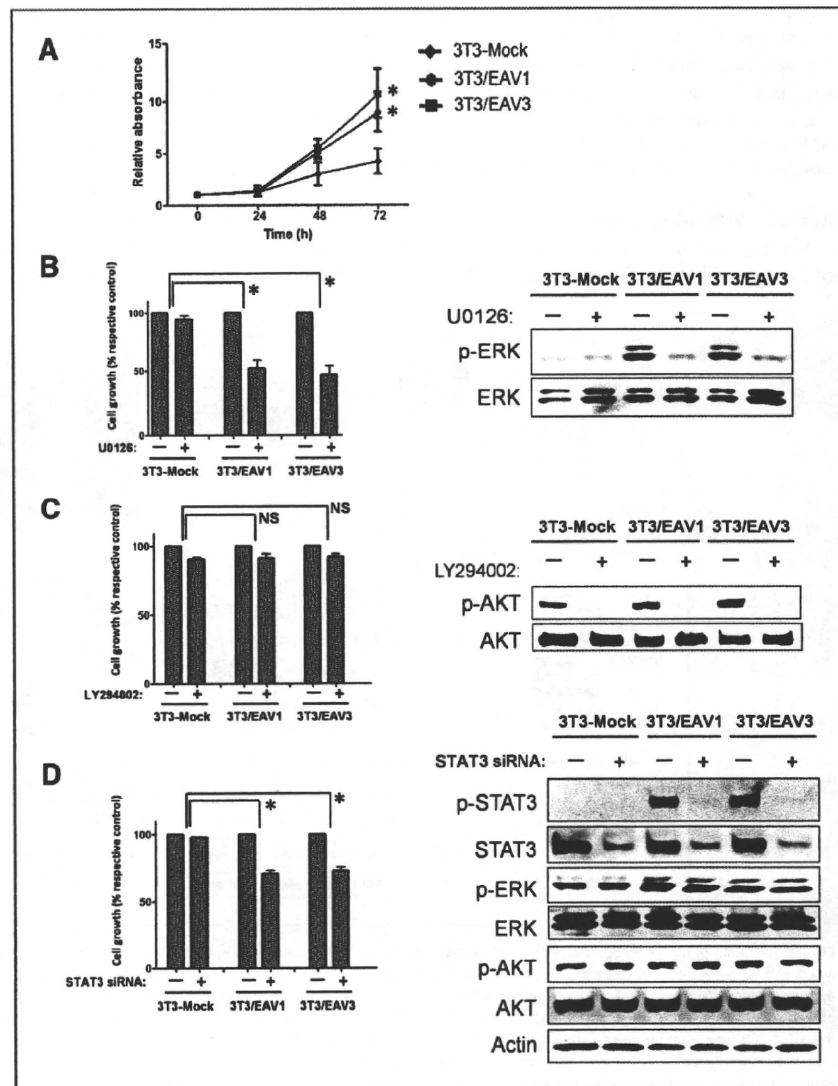 A
15
10
5
0
Relative absorbance
0 24 48 72
Time (h)
* *
3T3-Mock
3T3/EAV1
3T3/EAV3
B
Cell growth (% respective control)
100
50
0
* *
U0126: — + — + — +
3T3-Mock 3T3/EAV1 3T3/EAV3
3T3-Mock 3T3/EAV1 3T3/EAV3
U0126: — + — + — +
p-ERK
ERK
C
Cell growth (% respective control)
100
50
0
NS NS
LY294002: — + — + — +
3T3-Mock 3T3/EAV1 3T3/EAV3
3T3-Mock 3T3/EAV1 3T3/EAV3
LY294002: — + — + — +
p-AKT
AKT
D
Cell growth (% respective control)
100
50
0
* *
STAT3 siRNA: — + — + — +
3T3-Mock 3T3/EAV1 3T3/EAV3
3T3-Mock 3T3/EAV1 3T3/EAV3
STAT3 siRNA: — + — + — +
p-STAT3
STAT3
p-ERK
ERK
p-AKT
AKT
Actin